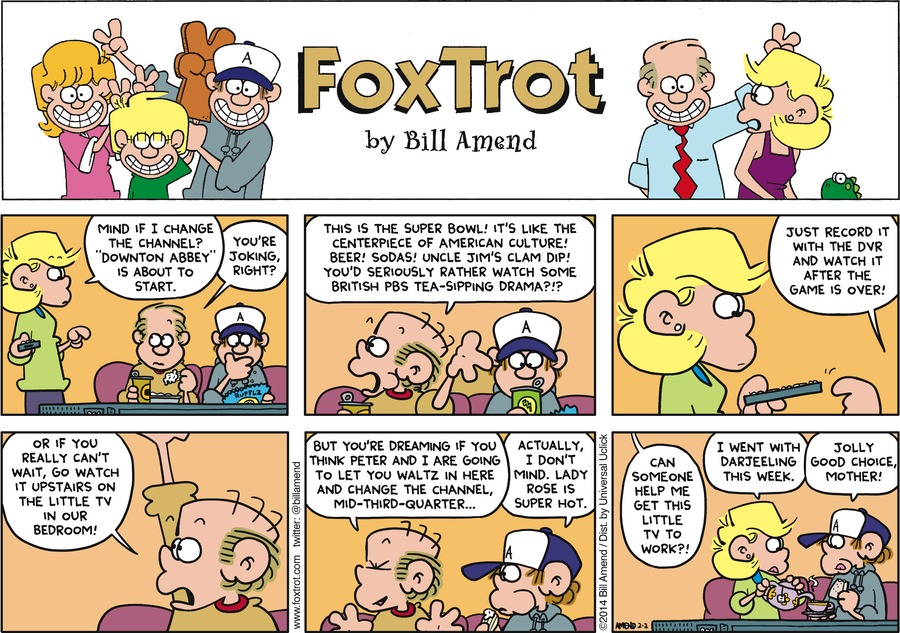 A
FoxTrot
by Bill Amend
MIND IF I CHANGE
THE CHANNEL?
"DOWNTON ABBEY"
IS ABOUT TO
START.
YOU'RE
JOKING,
RIGHT?
A
RUFFLZ
THIS IS THE SUPER BOWL! IT'S LIKE THE
CENTERPIECE OF AMERICAN CULTURE!
BEER! SODAS! UNCLE JIM'S CLAM DIP!
YOU'D SERIOUSLY RATHER WATCH SOME
BRITISH PBS TEA-SIPPING DRAMA?!?
A
JUST RECORD IT
WITH THE DVR
AND WATCH IT
AFTER THE
GAME IS OVER!
OR IF YOU
REALLY CAN'T
WAIT, GO WATCH
IT UPSTAIRS ON
THE LITTLE TV
IN OUR
BEDROOM!
www.foxtrot.com twitter: @billamend
BUT YOU'RE DREAMING IF YOU
THINK PETER AND I ARE GOING
TO LET YOU WALTZ IN HERE
AND CHANGE THE CHANNEL,
MID-THIRD-QUARTER...
ACTUALLY,
I DON'T
MIND. LADY
ROSE IS
SUPER HOT.
A
©2014 Bill Amend / Dist. by Universal Uclick
CAN
SOMEONE
HELP ME
GET THIS
LITTLE
TV TO
WORK?!
I WENT WITH
DARJEELING
THIS WEEK.
JOLLY
GOOD CHOICE,
MOTHER!
A
AMEND 2-2